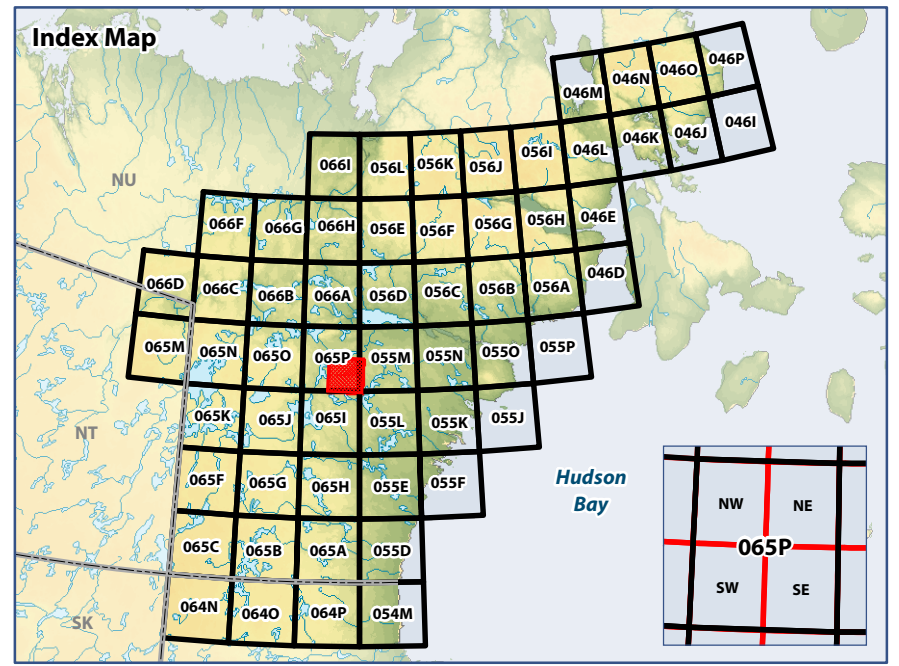 Index Map
046M 046N 046O 046P
046L 046K 046J 046I
066I 056L 056K 056J 056I
NU
066F 066G 066H 056E 056F 056G 056H 046E
066D 066C 066B 066A 056D 056C 056B 056A 046D
065M 065N 065O 065P 055M 055N 055O 055P
065K 065J 065I 055L 055K 055J
NT
065F 065G 065H 055E 055F
Hudson
Bay
065C 065B 065A 055D
064N 064O 064P 054M
SK
NW NE
065P
SW SE